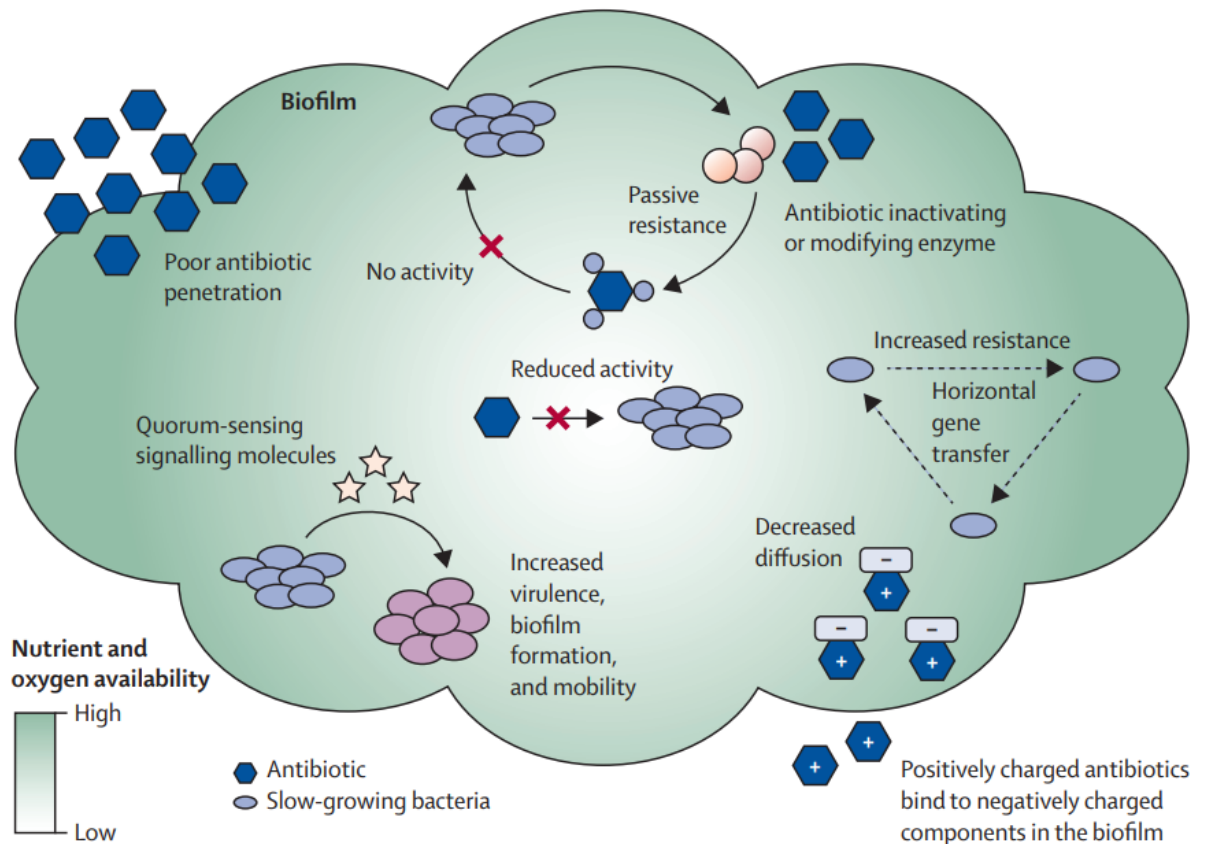 Biofilm
Poor antibiotic
penetration
No activity
Passive
resistance
Antibiotic inactivating
or modifying enzyme
Reduced activity
Increased resistance
Horizontal
gene
transfer
Quorum-sensing
signalling molecules
Increased
virulence,
biofilm
formation,
and mobility
Decreased
diffusion
-
+
-
-
+
+
+
+
Positively charged antibiotics
bind to negatively charged
components in the biofilm
Nutrient and
oxygen availability
High
Low
Antibiotic
Slow-growing bacteria